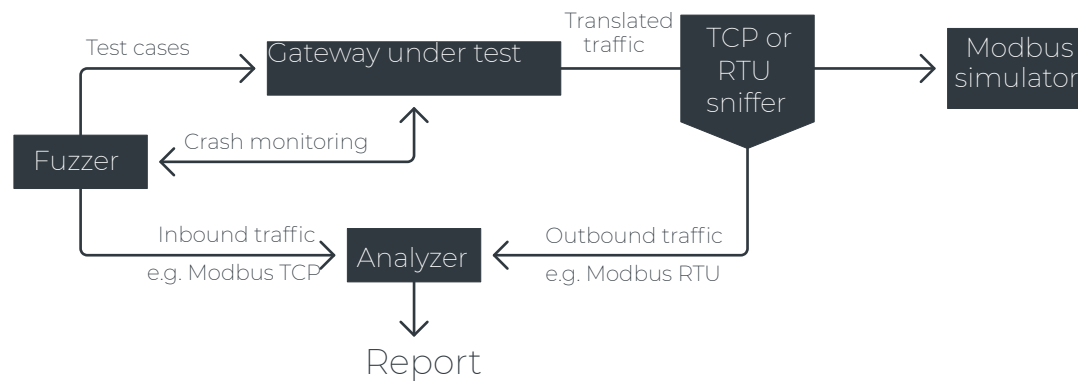 Translated
traffic
Test cases
Gateway under test
TCP or
RTU
sniffer
Modbus
simulator
Crash monitoring
Fuzzer
Inbound traffic
e.g. Modbus TCP
Analyzer
Outbound traffic
e.g. Modbus RTU
Report